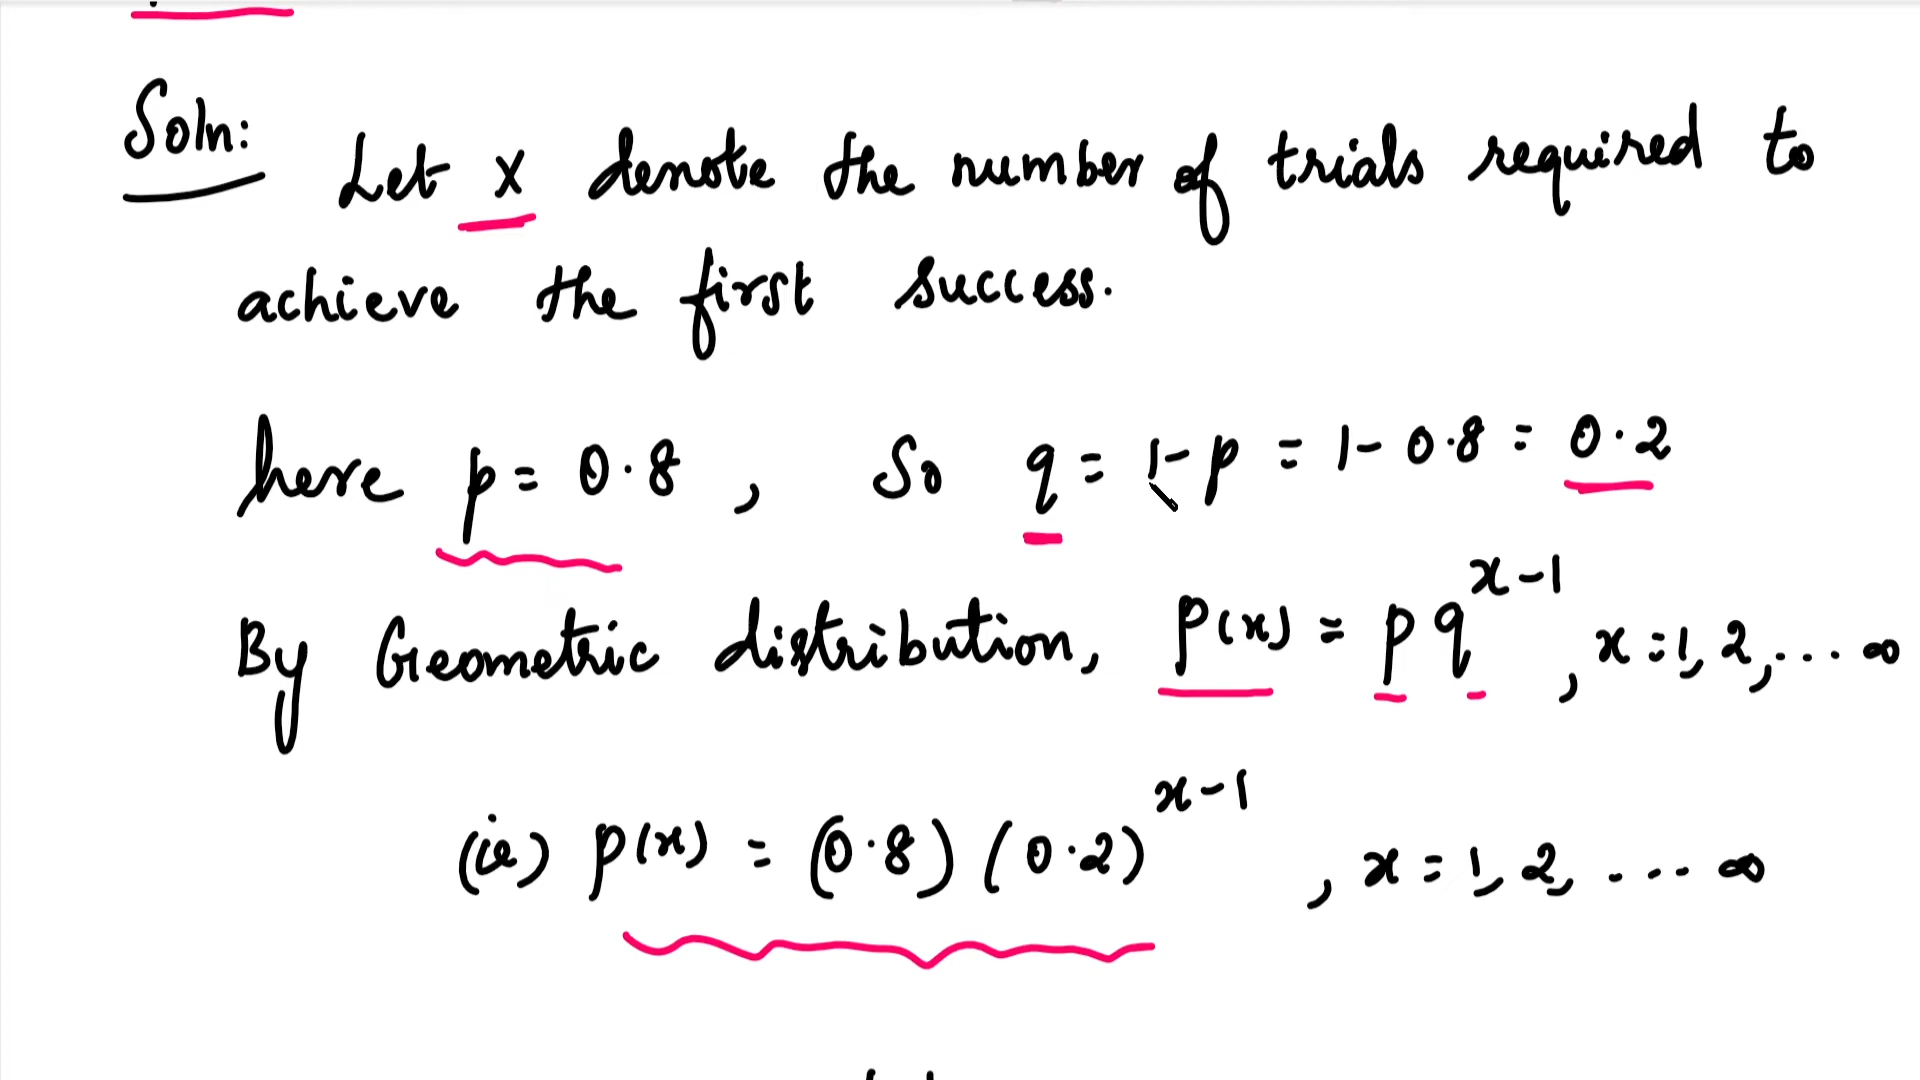 Soln: Let x denote the number of trials required to
achieve the first success.
here p = 0.8 , So q = 1-p = 1-0.8 = 0.2
By Geometric distribution, P(x) = p q^{x-1} , x = 1, 2, .... ∞
(ie) p(x) = (0.8) (0.2)^{x-1} , x = 1, 2, .... ∞